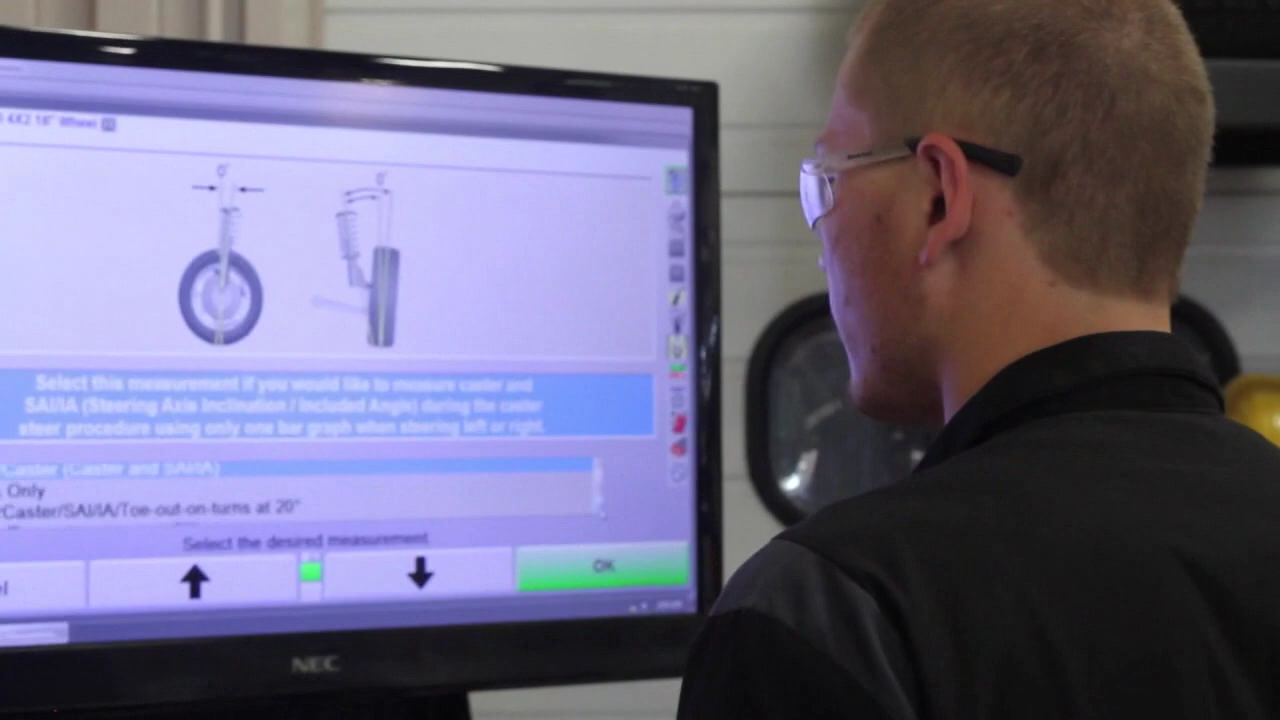 4X2 18" Wheel
0°
0°
Select this measurement if you would like to measure caster and
SAI/IA (Steering Axis Inclination / Included Angle) during the caster
steer procedure using only one bar graph when steering left or right.
Caster (Caster and SAI/IA)
Only
Caster/SAI/IA/Toe-out-on-turns at 20°
Select the desired measurement
OK
NEC